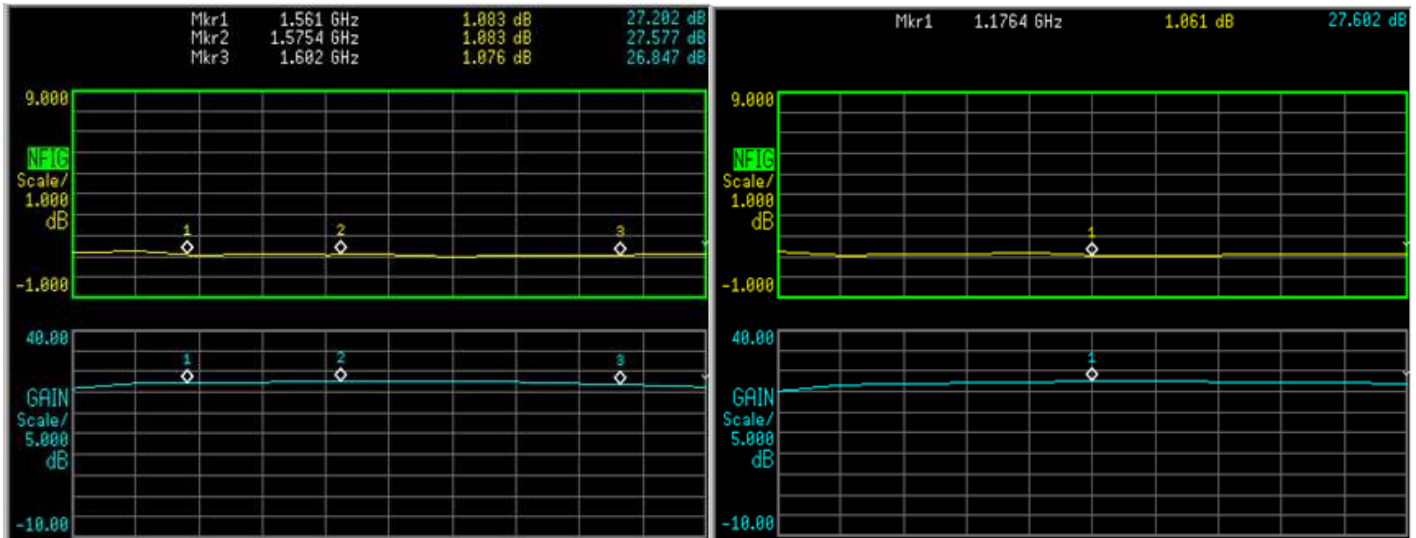 Mkr1 1.561 GHz 1.083 dB 27.202 dB
Mkr2 1.5754 GHz 1.083 dB 27.577 dB
Mkr3 1.602 GHz 1.076 dB 26.847 dB
9.000
NFIG
Scale/
1.000
dB
-1.000
1 2 3
40.00
GAIN
Scale/
5.000
dB
-10.00
1 2 3
Mkr1 1.1764 GHz 1.061 dB 27.602 dB
9.000
NFIG
Scale/
1.000
dB
-1.000
1
40.00
GAIN
Scale/
5.000
dB
-10.00
1